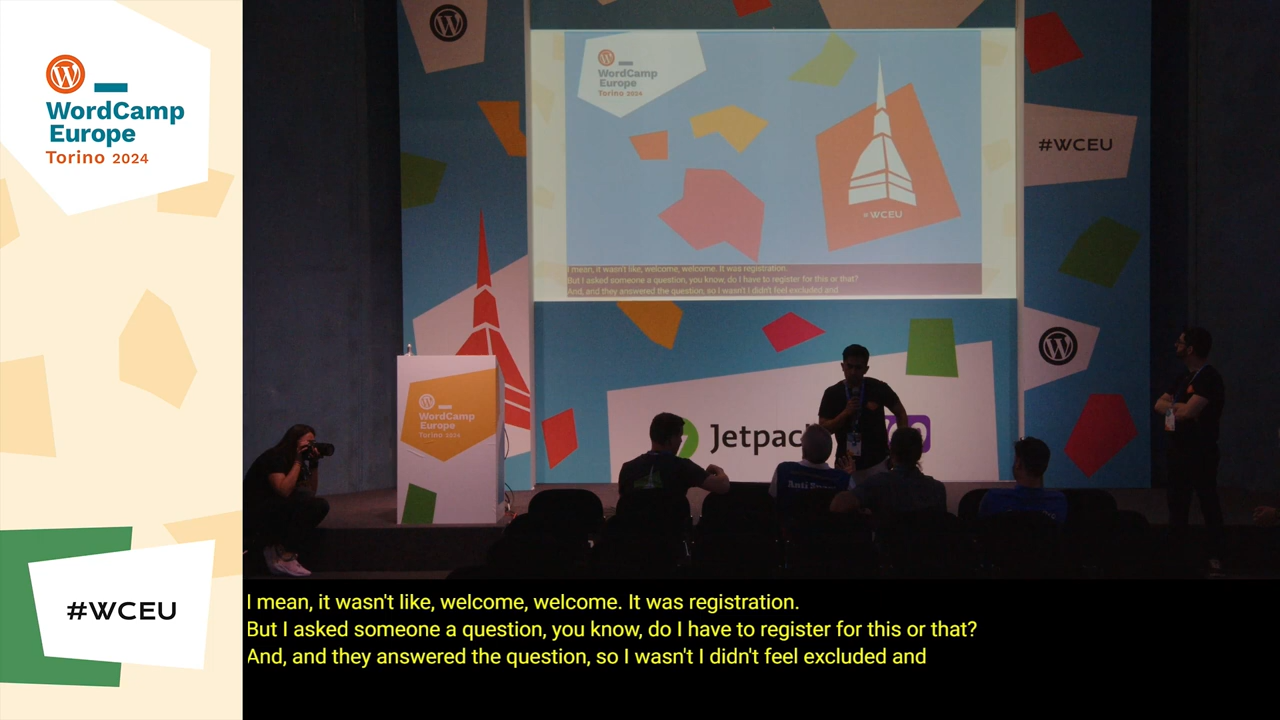 WordCamp
Europe
Torino 2024
#WCEU
WordCamp
Europe
Torino 2024
#WCEU
I mean, it wasn't like, welcome, welcome. It was registration.
But I asked someone a question, you know, do I have to register for this or that?
And, and they answered the question, so I wasn't I didn't feel excluded and
#WCEU
WordCamp
Europe
Torino 2024
Jetpac
I mean, it wasn't like, welcome, welcome. It was registration.
But I asked someone a question, you know, do I have to register for this or that?
And, and they answered the question, so I wasn't I didn't feel excluded and